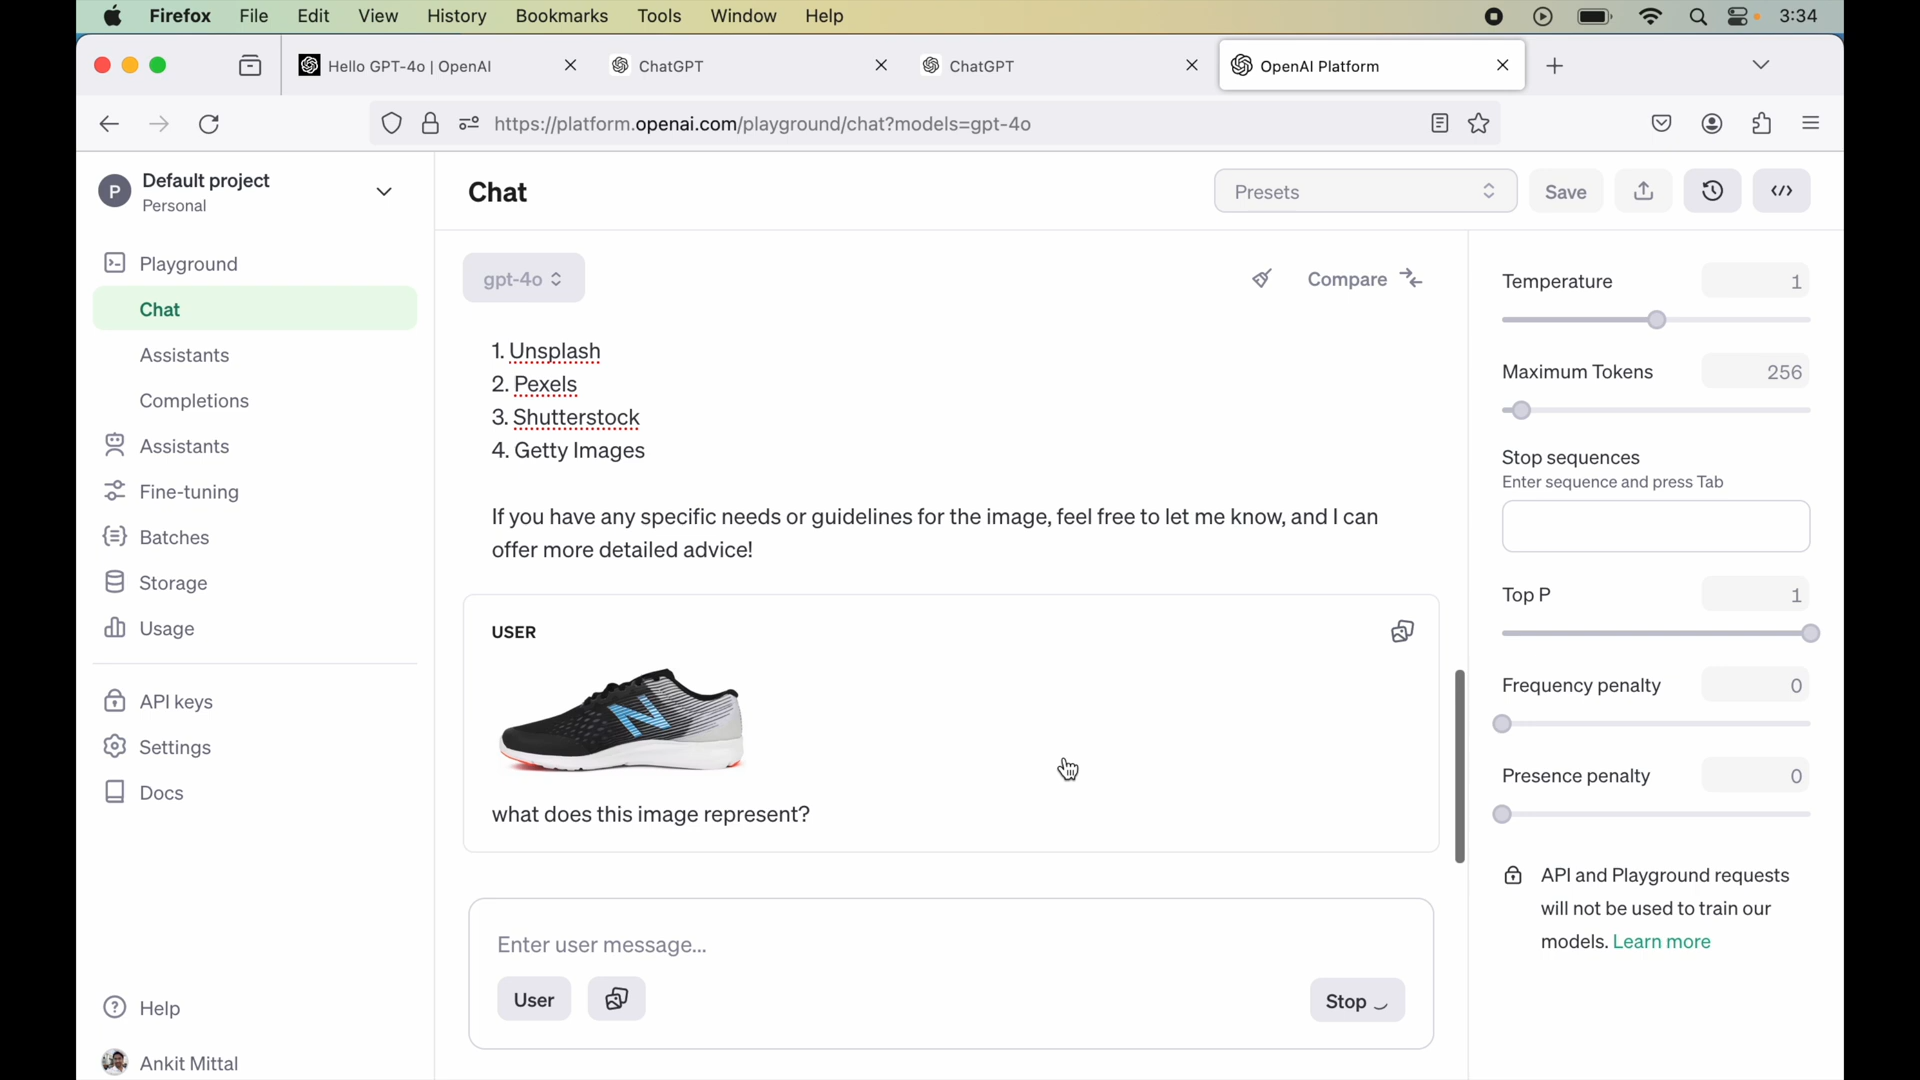 Firefox File Edit View History Bookmarks Tools Window Help 3:34
Hello GPT-4o | OpenAI ChatGPT ChatGPT OpenAI Platform
https://platform.openai.com/playground/chat?models=gpt-4o
P Default project
Personal
Playground
Chat
Assistants
Completions
Assistants
Fine-tuning
Batches
Storage
Usage
API keys
Settings
Docs
Help
Ankit Mittal
Chat
Presets Save
gpt-4o
Compare
1. Unsplash
2. Pexels
3. Shutterstock
4. Getty Images
If you have any specific needs or guidelines for the image, feel free to let me know, and I can
offer more detailed advice!
USER
N
what does this image represent?
Enter user message...
User
Stop
Temperature 1
Maximum Tokens 256
Stop sequences
Enter sequence and press Tab
Top P 1
Frequency penalty 0
Presence penalty 0
API and Playground requests
will not be used to train our
models. Learn more